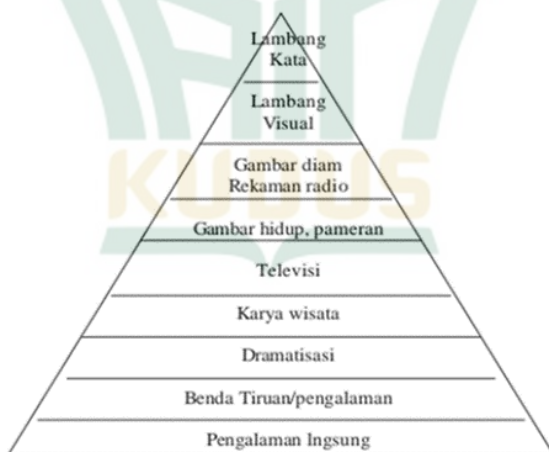 Lambang
Kata
Lambang
Visual
Gambar diam
Rekaman radio
Gambar hidup, pameran
Televisi
Karya wisata
Dramatisasi
Benda Tiruan/pengalaman
Pengalaman lngsung
KUDUS